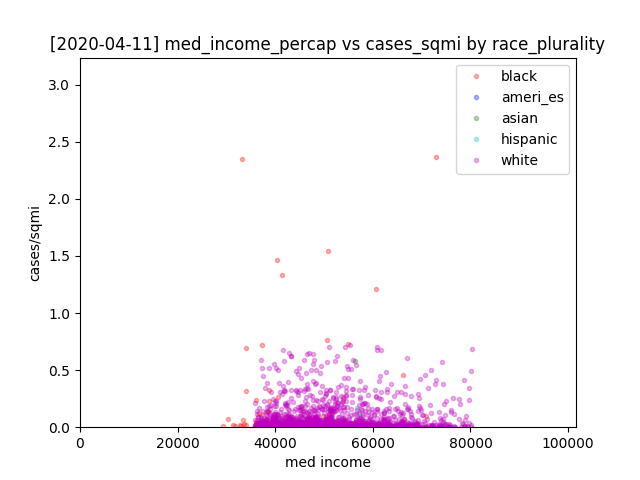 [2020-04-11] med_income_percap vs cases_sqmi by race_plurality
3.0
2.5
2.0
1.5
1.0
0.5
0.0
cases/sqmi
black
ameri_es
asian
hispanic
white
0 20000 40000 60000 80000 100000
med income